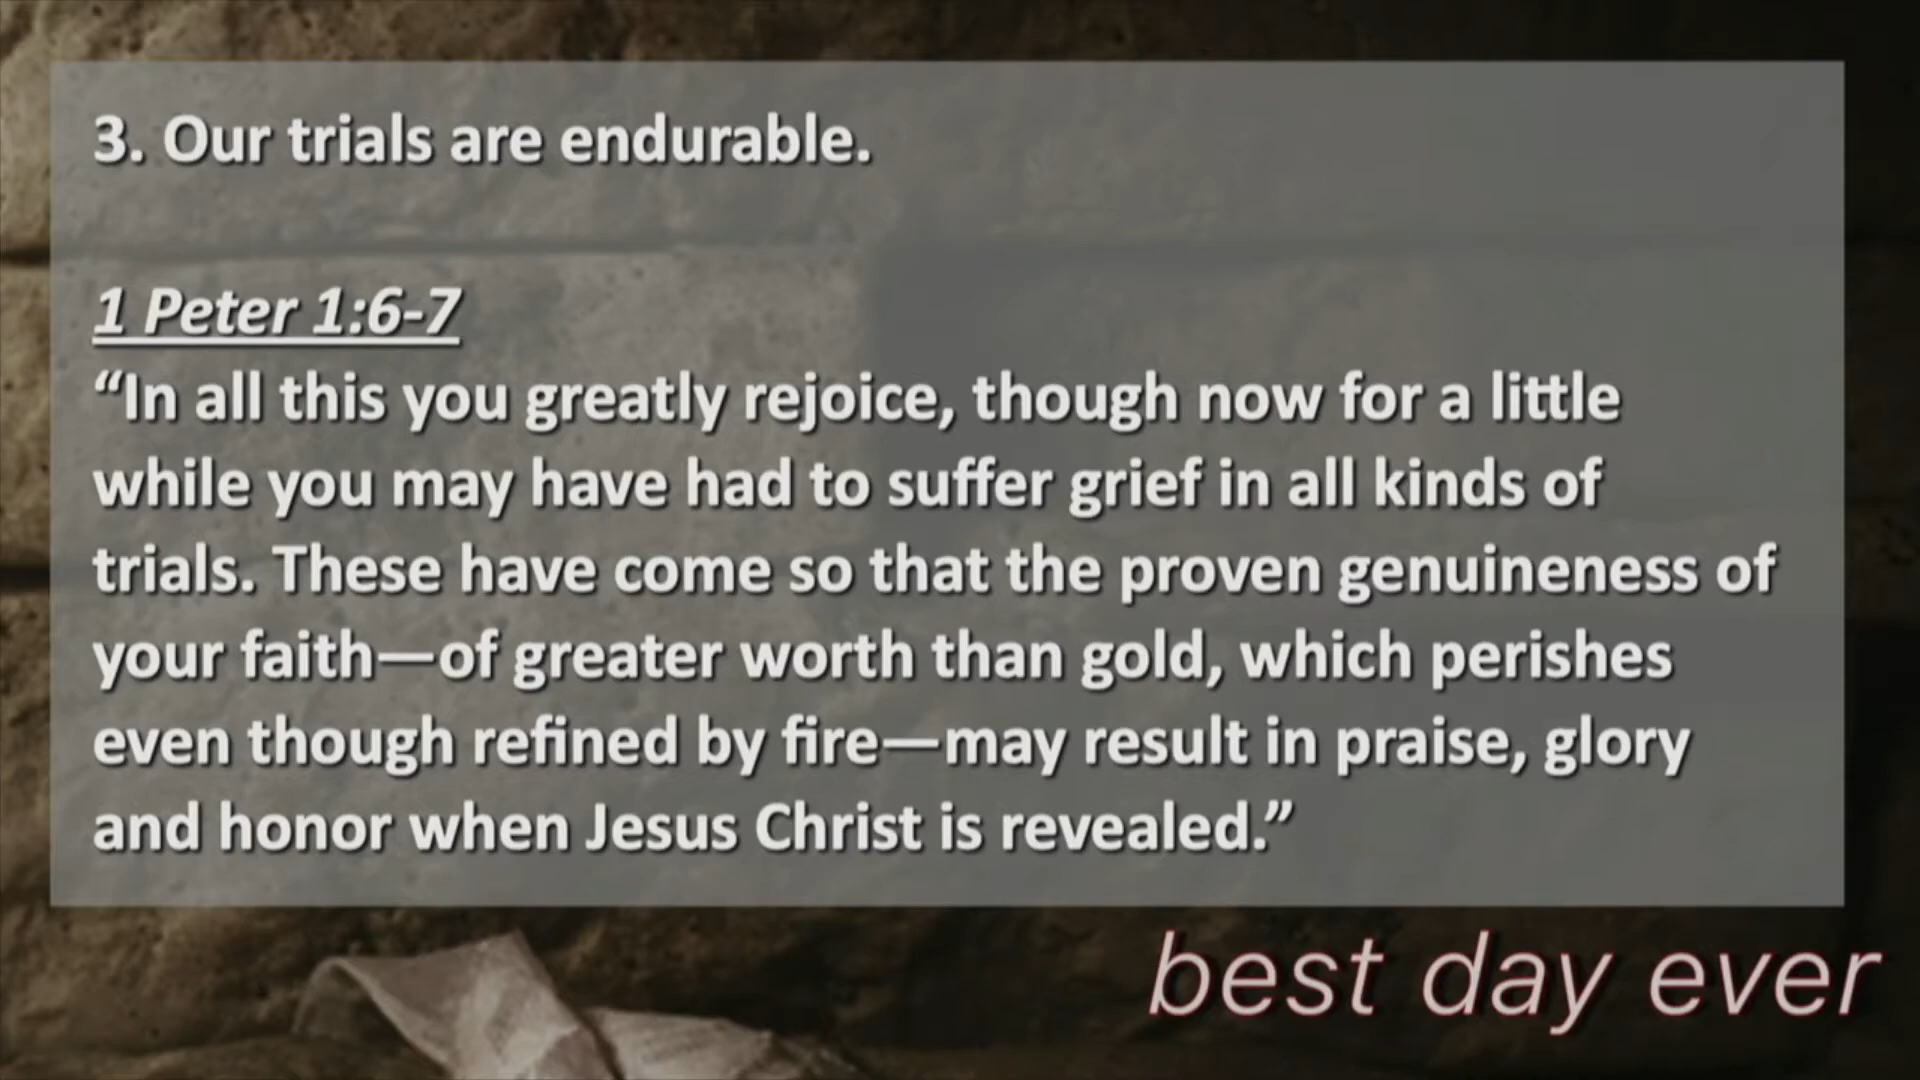 3. Our trials are endurable.
1 Peter 1:6-7
“In all this you greatly rejoice, though now for a little
while you may have had to suffer grief in all kinds of
trials. These have come so that the proven genuineness of
your faith—of greater worth than gold, which perishes
even though refined by fire—may result in praise, glory
and honor when Jesus Christ is revealed.”
best day ever